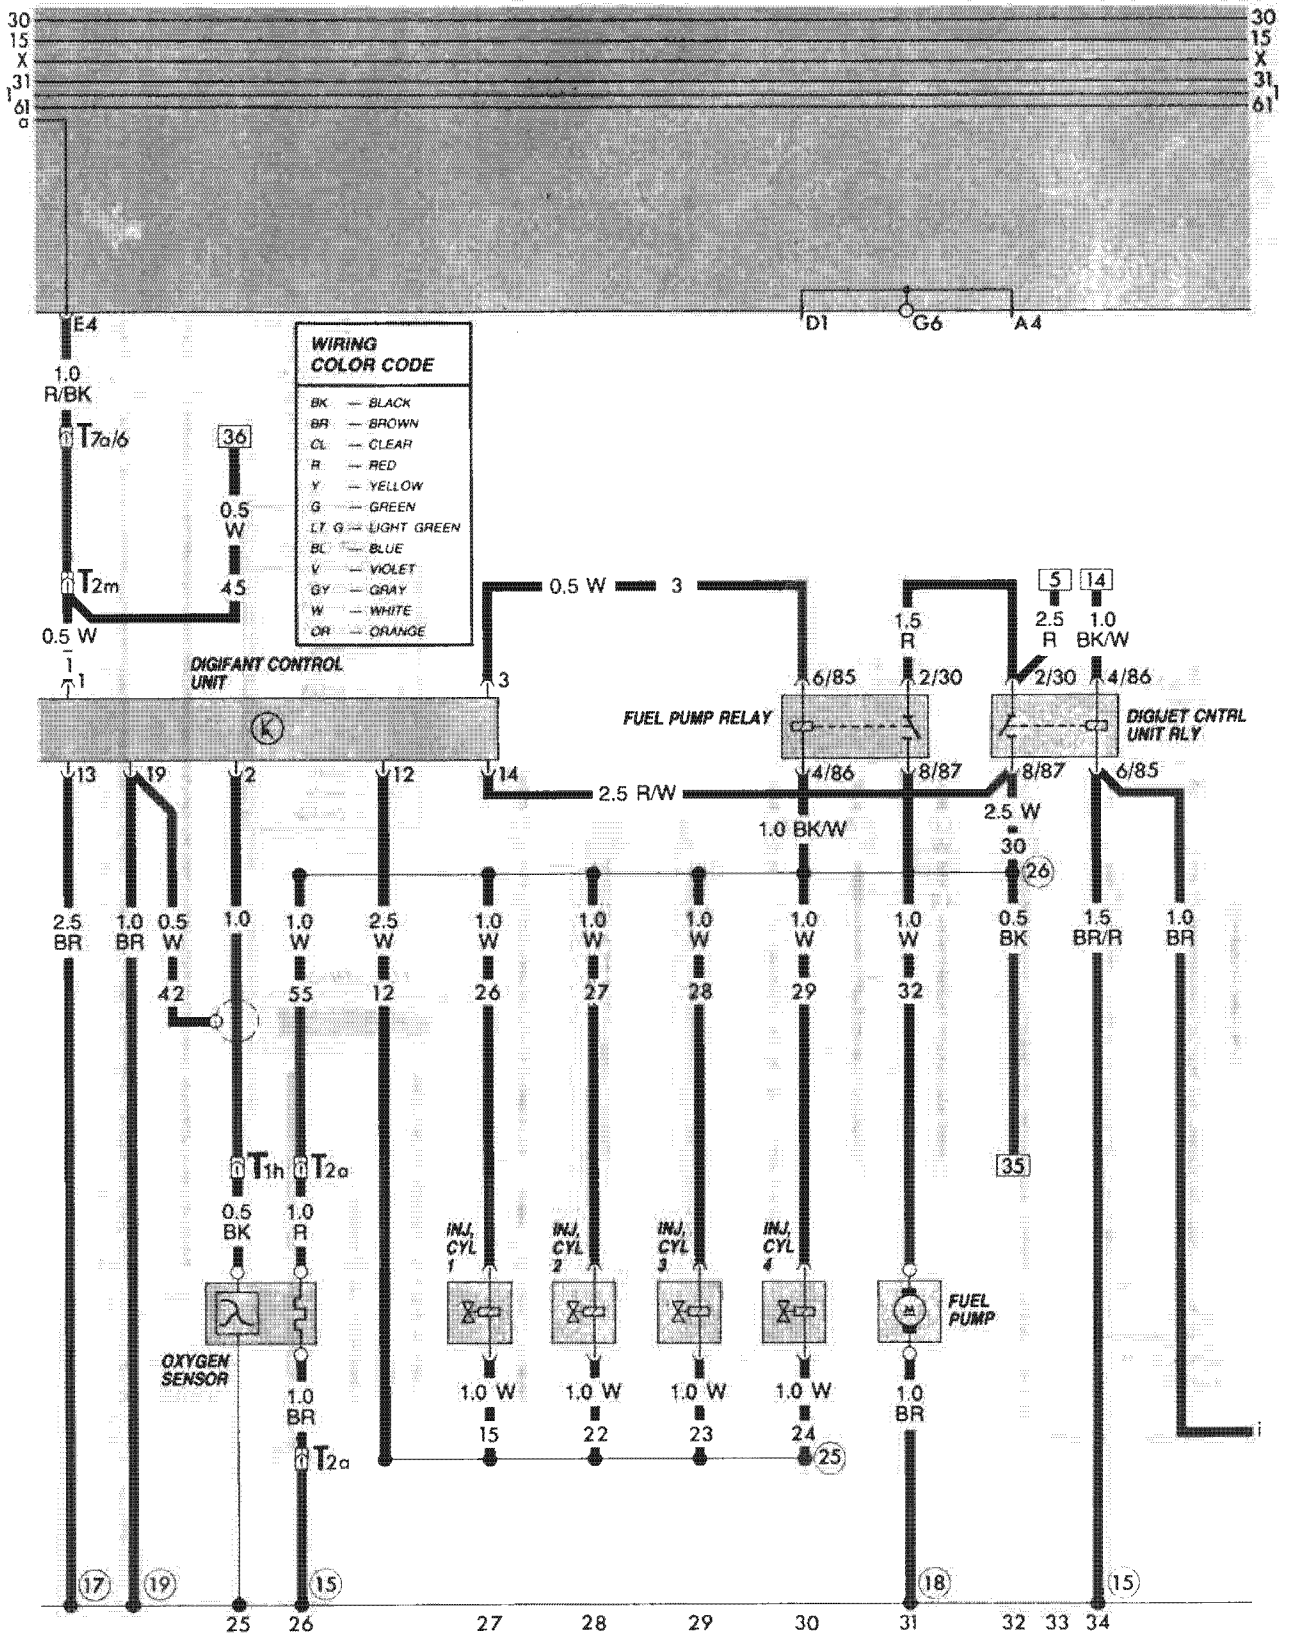 30 30
15 15
X X
31 31
1 1
61 61
a
E4 D1 G6 A4
WIRING
COLOR CODE
BK — BLACK
BR — BROWN
CL — CLEAR
R — RED
Y — YELLOW
G — GREEN
LT G — LIGHT GREEN
BL — BLUE
V — VIOLET
GY — GRAY
W — WHITE
OR — ORANGE
1.0
R/BK
T7a/6
36
0.5
W
T2m
45
0.5 W
1
1
DIGIFANT CONTROL
UNIT
0.5 W 3
3
1.5
R
5 14
2.5
R
1.0
BK/W
6/85 2/30 2/30 4/86
K
FUEL PUMP RELAY
DIGIJET CNTRL
UNIT RLY
13 19 2 12 14 4/86 8/87 8/87 6/85
2.5 R/W
2.5 W
1.0 BK/W
30
26
2.5 1.0 0.5 1.0 1.0 2.5 1.0 1.0 1.0 1.0 1.0 0.5 1.5 1.0
BR BR W W W W W W W W BK BR/R BR
42 55 12 26 27 28 29 32
T1h T2a
35
0.5
BK
1.0
R
INJ,
CYL
1
INJ,
CYL
2
INJ,
CYL
3
INJ,
CYL
4
M
FUEL
PUMP
OXYGEN
SENSOR
1.0
BR
1.0 W 1.0 W 1.0 W 1.0 W
1.0
BR
15 22 23 24
T2a
25
i
17 19 15 18 15
25 26 27 28 29 30 31 32 33 34